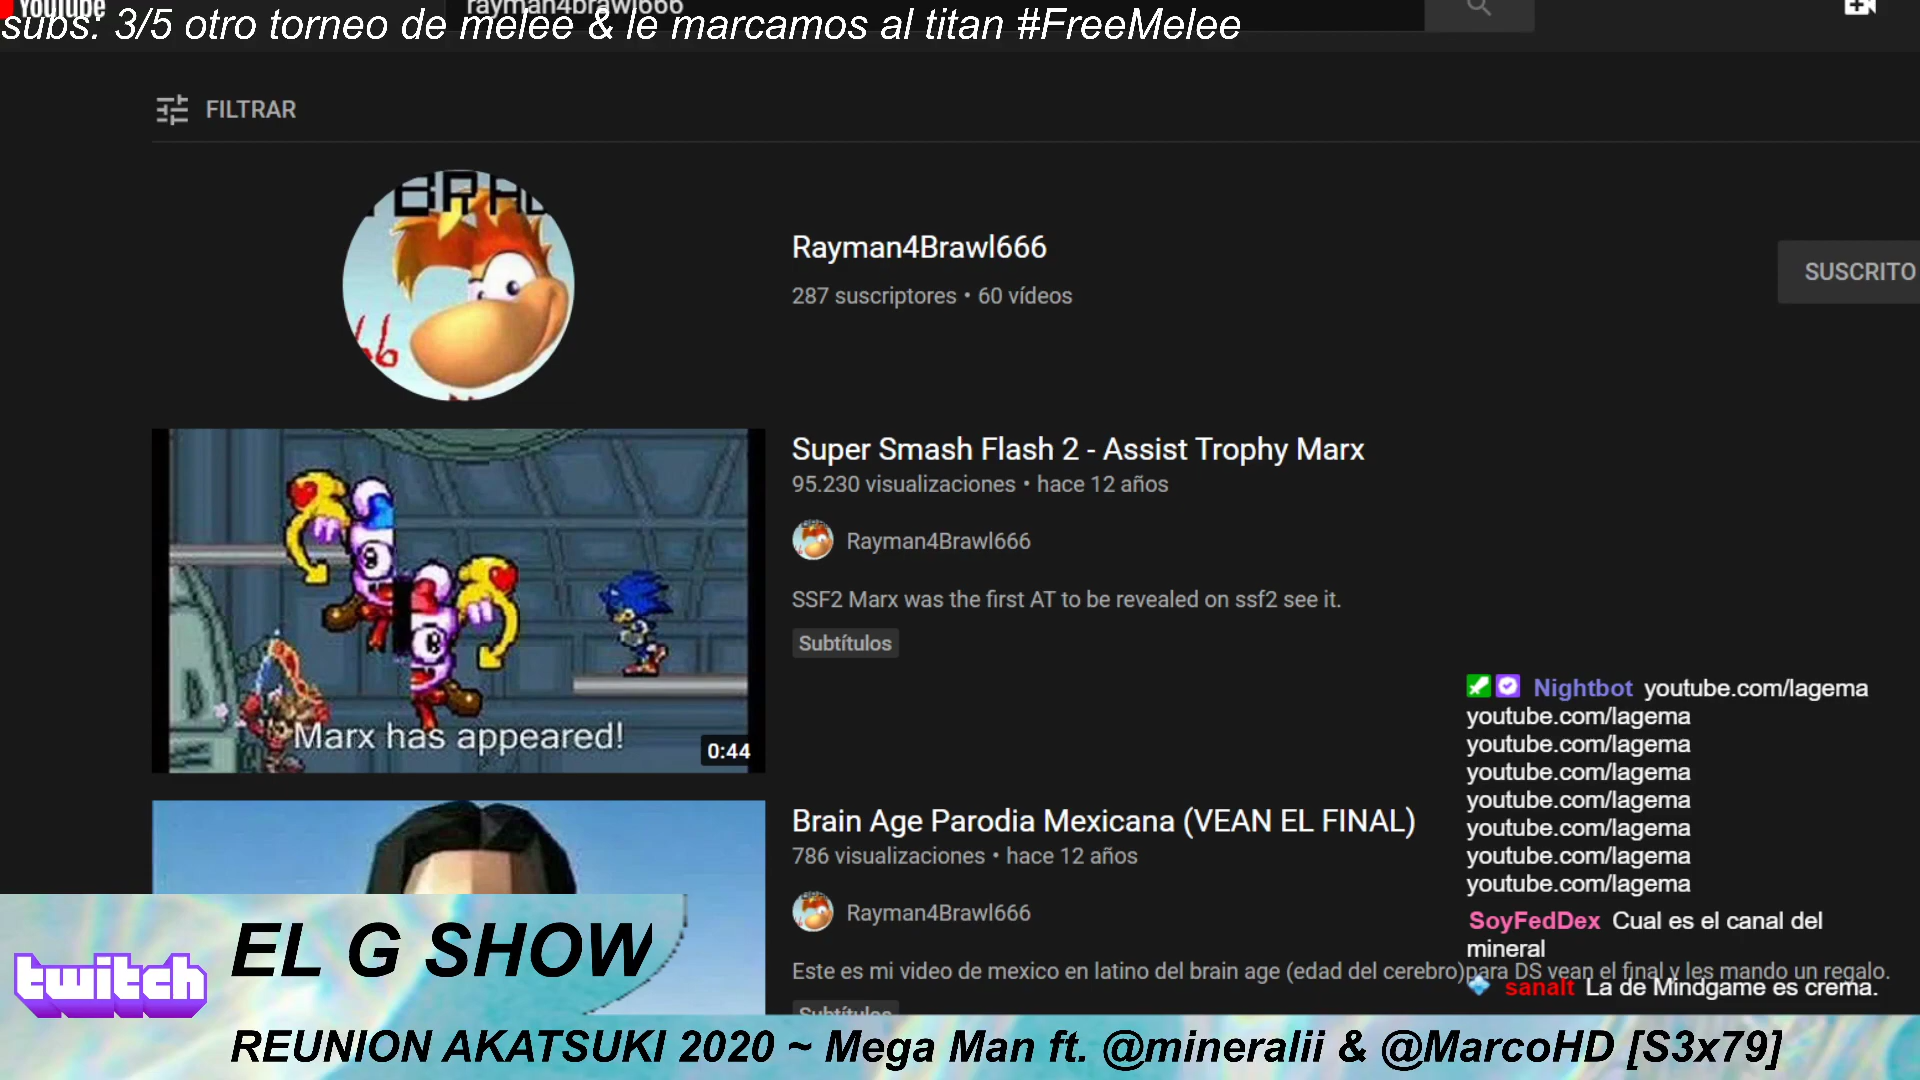 YouTube
rayman4brawl666
subs: 3/5 otro torneo de melee & le marcamos al titan #FreeMelee
FILTRAR
BRA
66
Rayman4Brawl666
287 suscriptores • 60 vídeos
SUSCRITO
Super Smash Flash 2 - Assist Trophy Marx
95.230 visualizaciones • hace 12 años
Rayman4Brawl666
SSF2 Marx was the first AT to be revealed on ssf2 see it.
Subtítulos
Marx has appeared!
0:44
Brain Age Parodia Mexicana (VEAN EL FINAL)
786 visualizaciones • hace 12 años
Rayman4Brawl666
Este es mi video de mexico en latino del brain age (edad del cerebro)para DS vean el final y les mando un regalo.
Subtítulos
Nightbot youtube.com/lagema
youtube.com/lagema
youtube.com/lagema
youtube.com/lagema
youtube.com/lagema
youtube.com/lagema
youtube.com/lagema
youtube.com/lagema
SoyFedDex Cual es el canal del
mineral
sanalt La de Mindgame es crema.
twitch
EL G SHOW
REUNION AKATSUKI 2020 ~ Mega Man ft. @mineralii & @MarcoHD [S3x79]